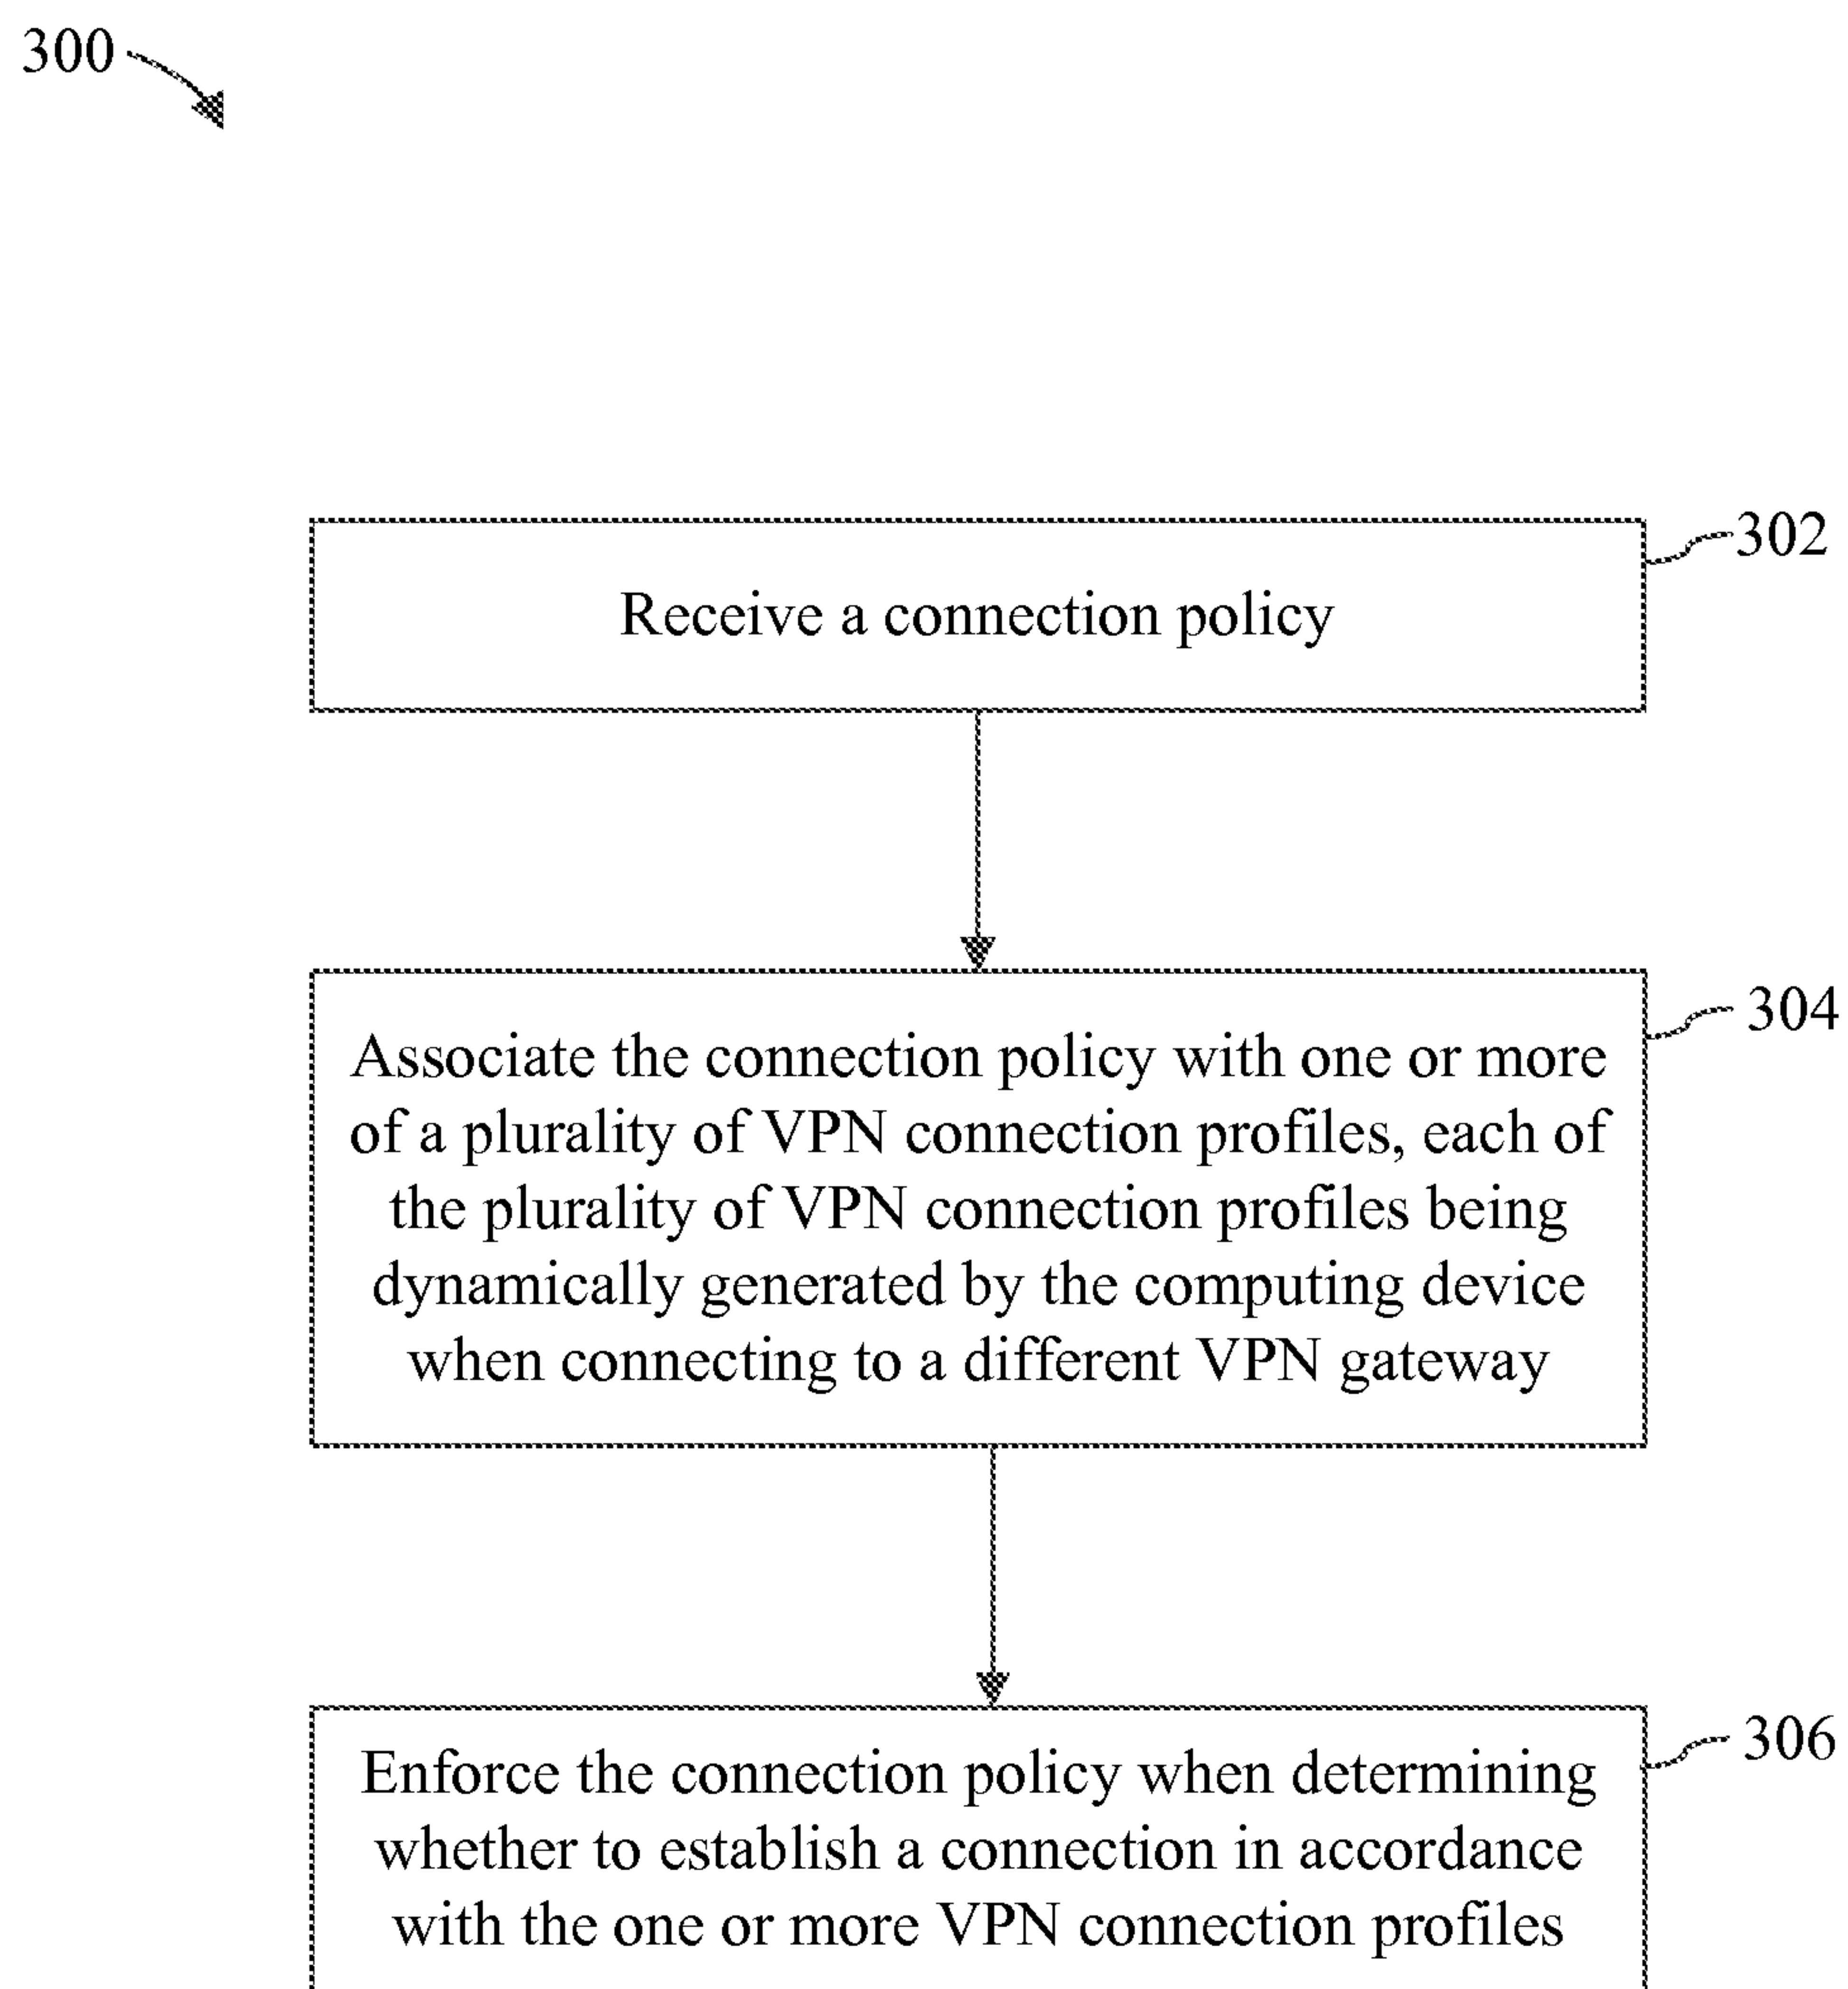 300
302
Receive a connection policy
304
Associate the connection policy with one or more
of a plurality of VPN connection profiles, each of
the plurality of VPN connection profiles being
dynamically generated by the computing device
when connecting to a different VPN gateway
306
Enforce the connection policy when determining
whether to establish a connection in accordance
with the one or more VPN connection profiles